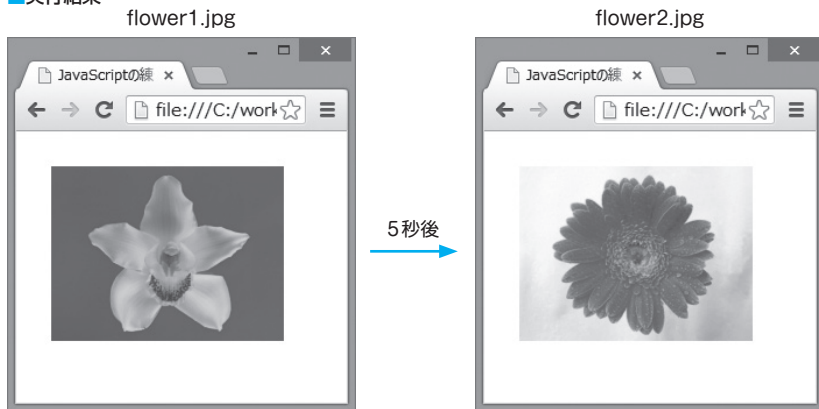 ■実行結果
flower1.jpg
flower2.jpg
JavaScriptの練 ×
file:///C:/work
5秒後
JavaScriptの練 ×
file:///C:/work